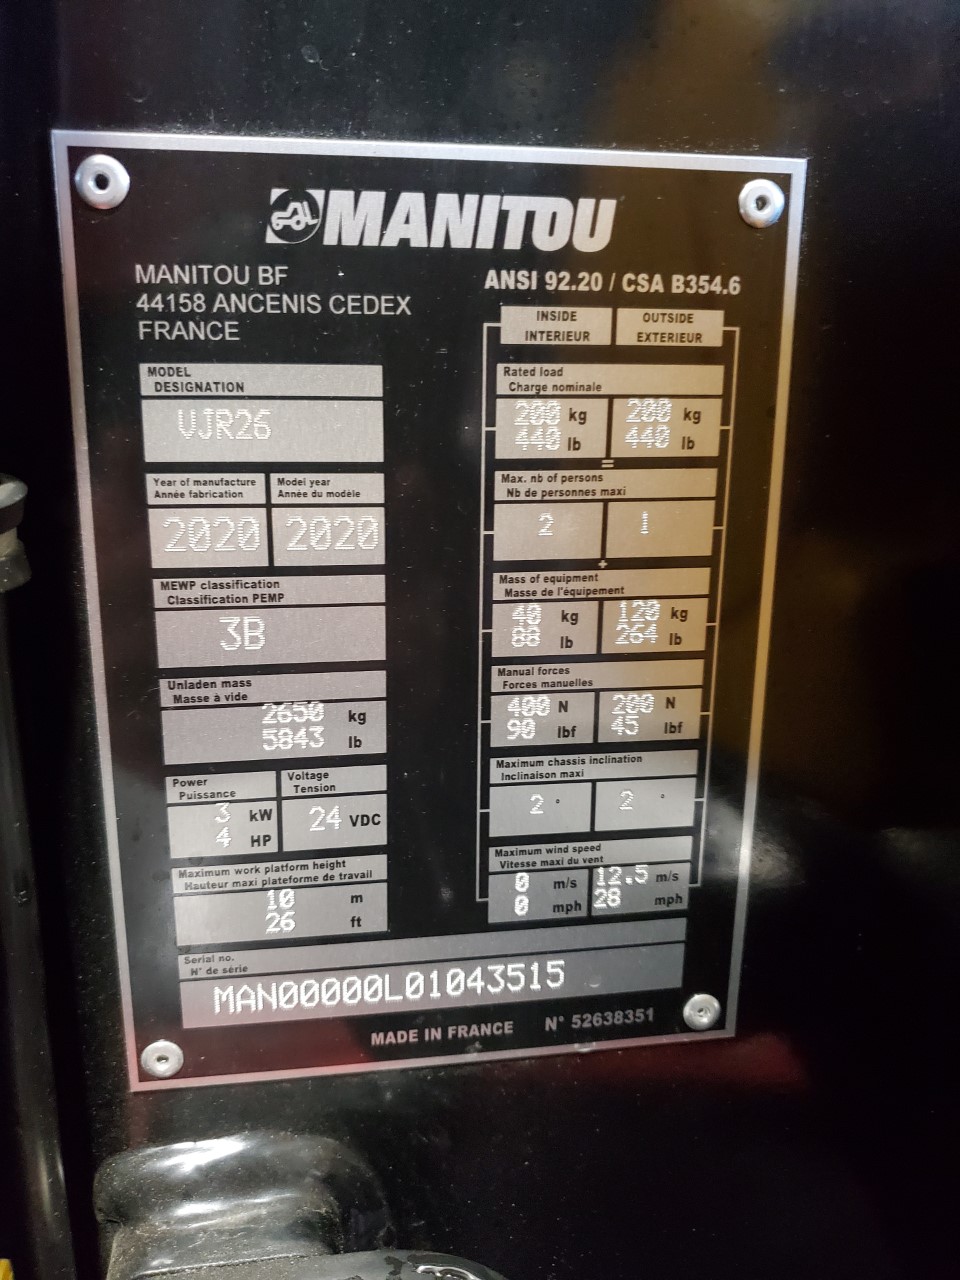 MANITOU
MANITOU BF
44158 ANCENIS CEDEX
FRANCE
MODEL
DESIGNATION
VJR26
Year of manufacture
Année fabrication
Model year
Année du modèle
2020
2020
MEWP classification
Classification PEMP
3B
Unladen mass
Masse à vide
2650 kg
5843 lb
Power
Puissance
Voltage
Tension
3 kW
4 HP
24 VDC
Maximum work platform height
Hauteur maxi plateforme de travail
10 m
26 ft
ANSI 92.20 / CSA B354.6
INSIDE
INTERIEUR
OUTSIDE
EXTERIEUR
Rated load
Charge nominale
200 kg
440 lb
200 kg
440 lb
=
Max. nb of persons
Nb de personnes maxi
2
1
+
Mass of equipment
Masse de l'équipement
40 kg
88 lb
120 kg
264 lb
Manual forces
Forces manuelles
400 N
90 lbf
200 N
45 lbf
Maximum chassis inclination
Inclinaison maxi
2 °
2 °
Maximum wind speed
Vitesse maxi du vent
0 m/s
0 mph
12.5 m/s
28 mph
Serial no.
N° de série
MAN00000L01043515
MADE IN FRANCE N° 52638351